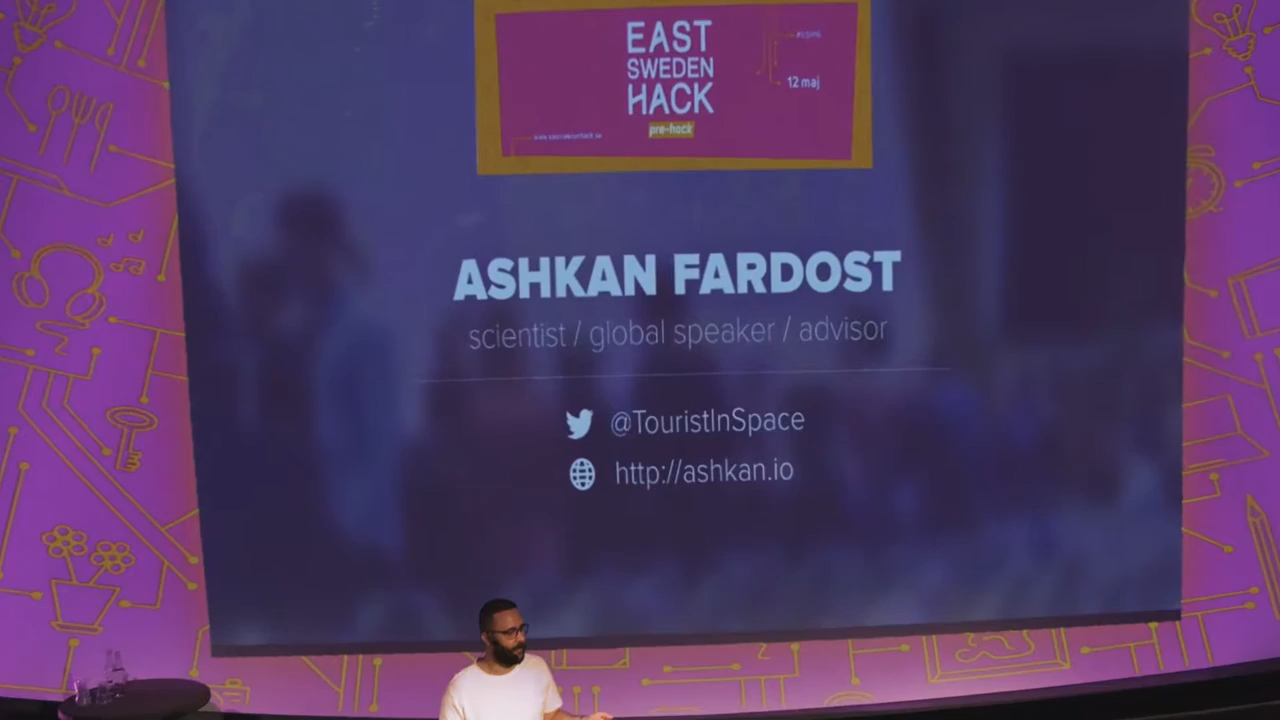 EAST
SWEDEN
HACK
12 maj
pre-hack
ASHKAN FARDOST
scientist / global speaker / advisor
@TouristInSpace
http://ashkan.io